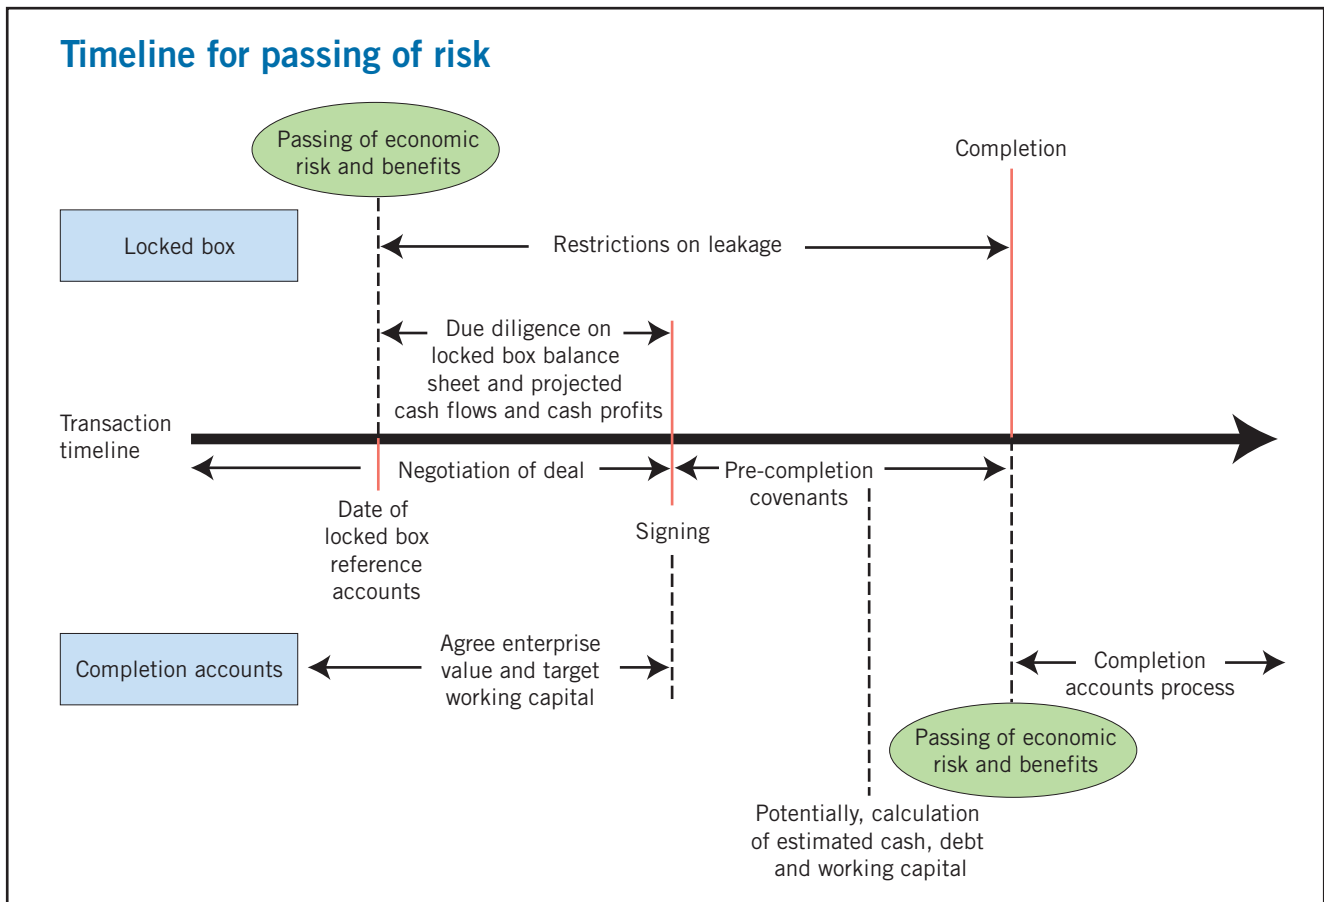 Timeline for passing of risk
Passing of economic
risk and benefits
Completion
Locked box
Restrictions on leakage
Due diligence on
locked box balance
sheet and projected
cash flows and cash profits
Transaction
timeline
Negotiation of deal
Pre-completion
covenants
Date of
locked box
reference
accounts
Signing
Completion accounts
Agree enterprise
value and target
working capital
Completion
accounts process
Passing of economic
risk and benefits
Potentially, calculation
of estimated cash, debt
and working capital